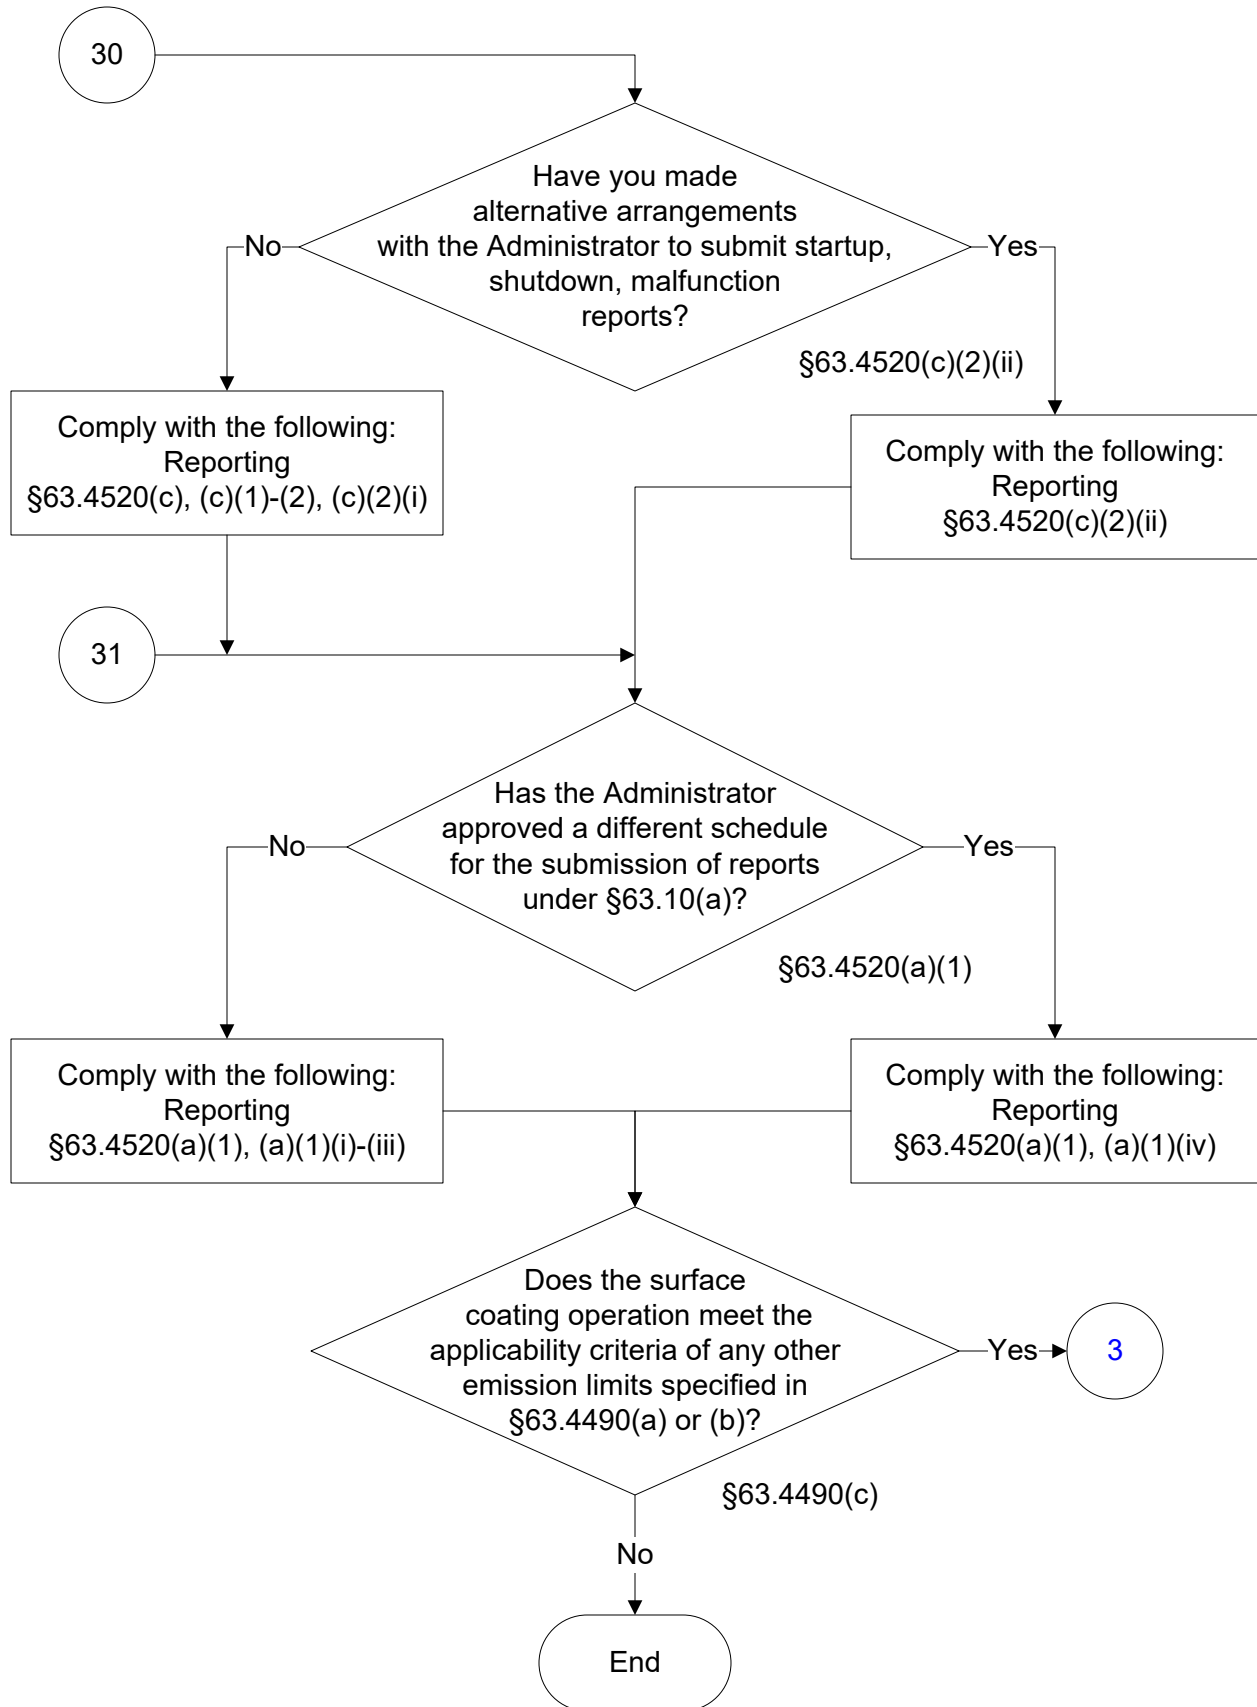 30
Have you made
alternative arrangements
with the Administrator to submit startup,
shutdown, malfunction
reports?
No
Yes
§63.4520(c)(2)(ii)
Comply with the following:
Reporting
§63.4520(c), (c)(1)-(2), (c)(2)(i)
Comply with the following:
Reporting
§63.4520(c)(2)(ii)
31
Has the Administrator
approved a different schedule
for the submission of reports
under §63.10(a)?
No
Yes
§63.4520(a)(1)
Comply with the following:
Reporting
§63.4520(a)(1), (a)(1)(i)-(iii)
Comply with the following:
Reporting
§63.4520(a)(1), (a)(1)(iv)
Does the surface
coating operation meet the
applicability criteria of any other
emission limits specified in
§63.4490(a) or (b)?
Yes
3
§63.4490(c)
No
End